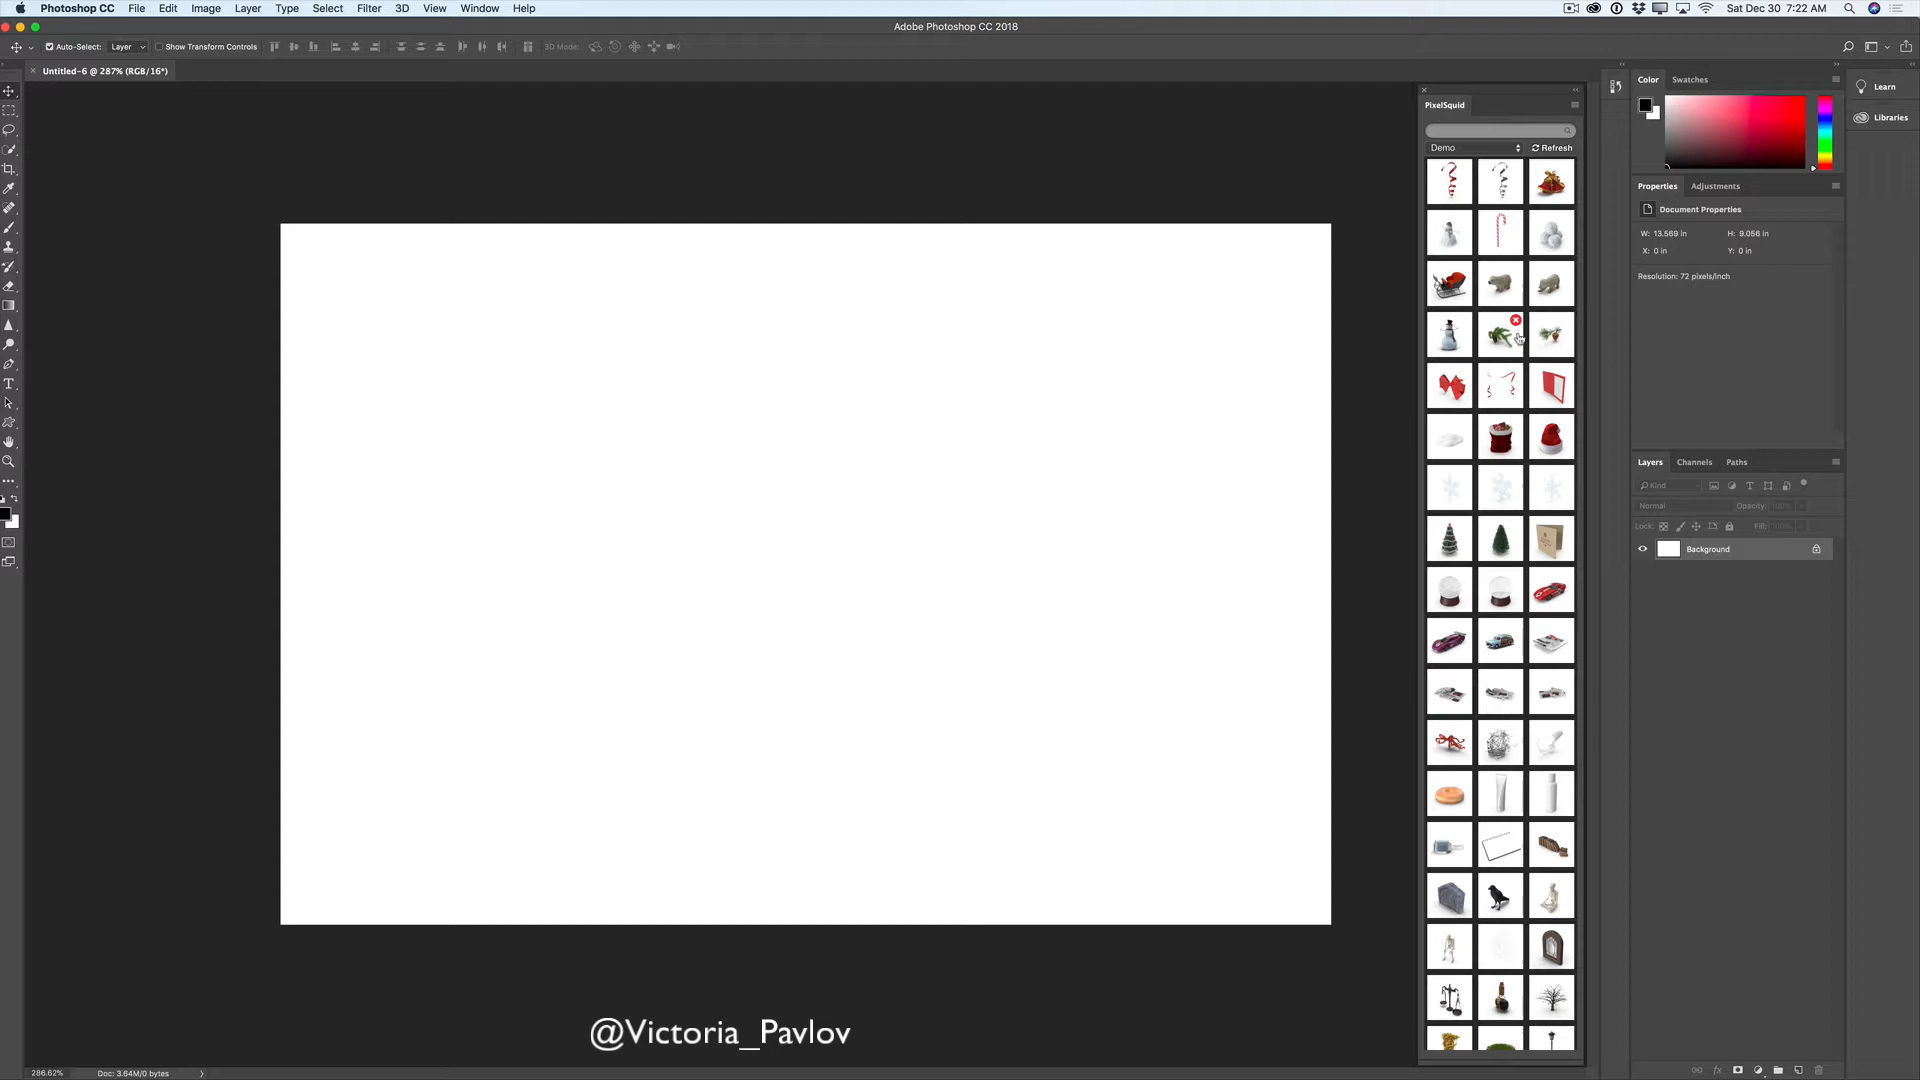 Photoshop CC File Edit Image Layer Type Select Filter 3D View Window Help Sat Dec 30 7:22 AM
Adobe Photoshop CC 2018
Auto-Select: Layer Show Transform Controls 3D Mode:
Untitled-6 @ 287% (RGB/16*)
PixelSquid
Demo Refresh
Color Swatches
Learn
Libraries
Properties Adjustments
Document Properties
W: 13.569 in H: 9.056 in
X: 0 in Y: 0 in
Resolution: 72 pixels/inch
Layers Channels Paths
Kind
Normal Opacity: 100%
Lock: Fill: 100%
Background
@Victoria_Pavlov
286.62% Doc: 3.64M/0 bytes